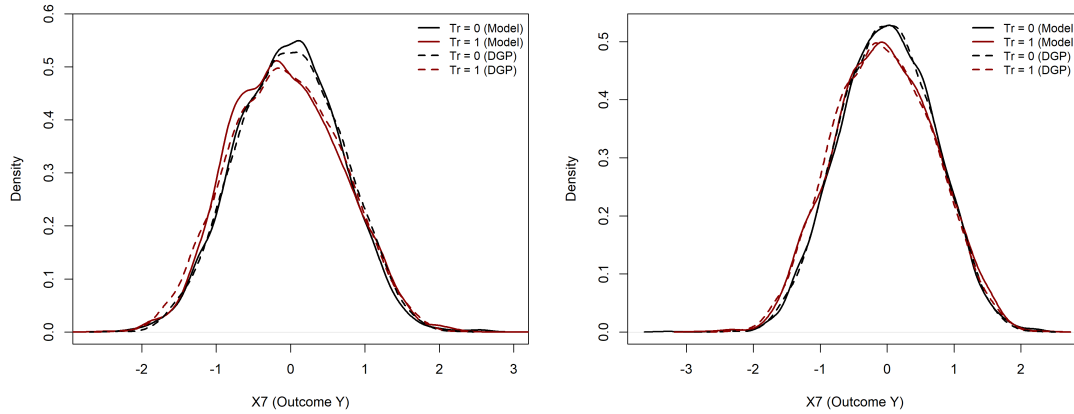 Tr = 0 (Model)
Tr = 1 (Model)
Tr = 0 (DGP)
Tr = 1 (DGP)
Density
0.0 0.1 0.2 0.3 0.4 0.5 0.6
-2 -1 0 1 2 3
X7 (Outcome Y)
Tr = 0 (Model)
Tr = 1 (Model)
Tr = 0 (DGP)
Tr = 1 (DGP)
Density
0.0 0.1 0.2 0.3 0.4 0.5
-3 -2 -1 0 1 2
X7 (Outcome Y)